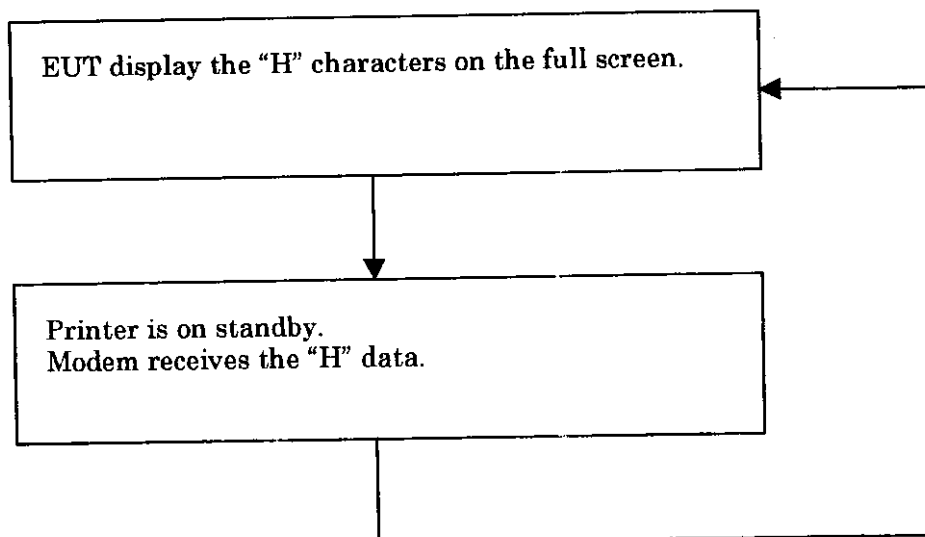 EUT display the “H” characters on the full screen.
Printer is on standby.
Modem receives the “H” data.